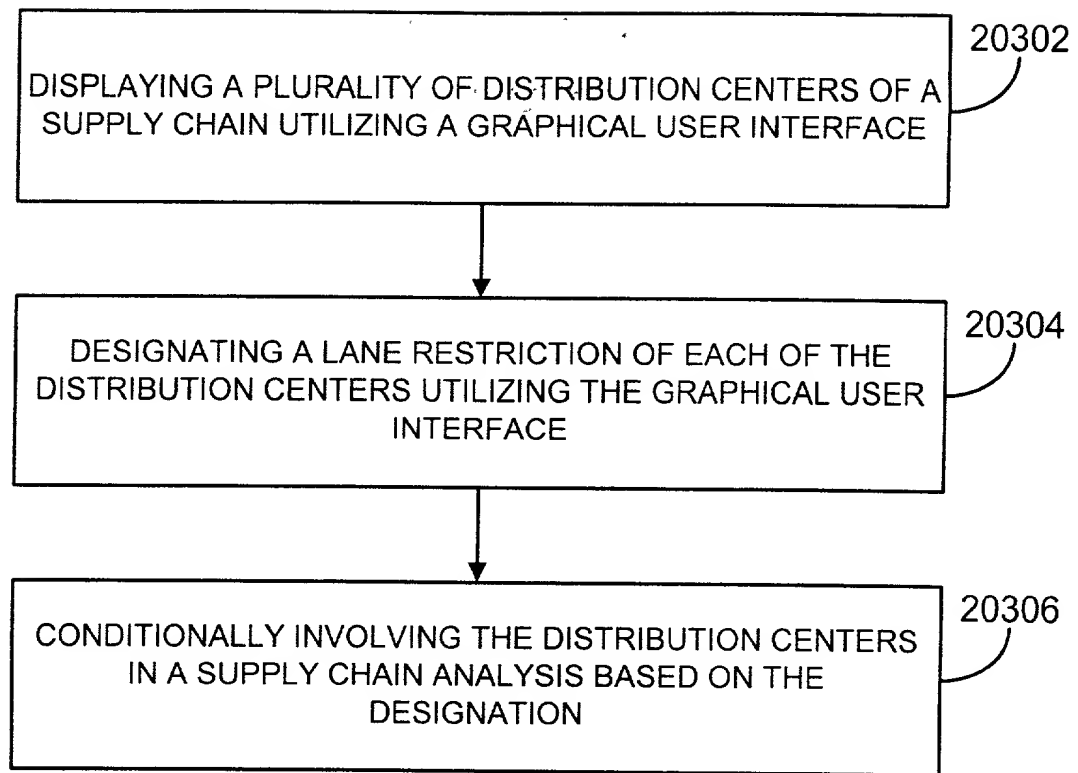 20302
DISPLAYING A PLURALITY OF DISTRIBUTION CENTERS OF A
SUPPLY CHAIN UTILIZING A GRAPHICAL USER INTERFACE
20304
DESIGNATING A LANE RESTRICTION OF EACH OF THE
DISTRIBUTION CENTERS UTILIZING THE GRAPHICAL USER
INTERFACE
20306
CONDITIONALLY INVOLVING THE DISTRIBUTION CENTERS
IN A SUPPLY CHAIN ANALYSIS BASED ON THE
DESIGNATION